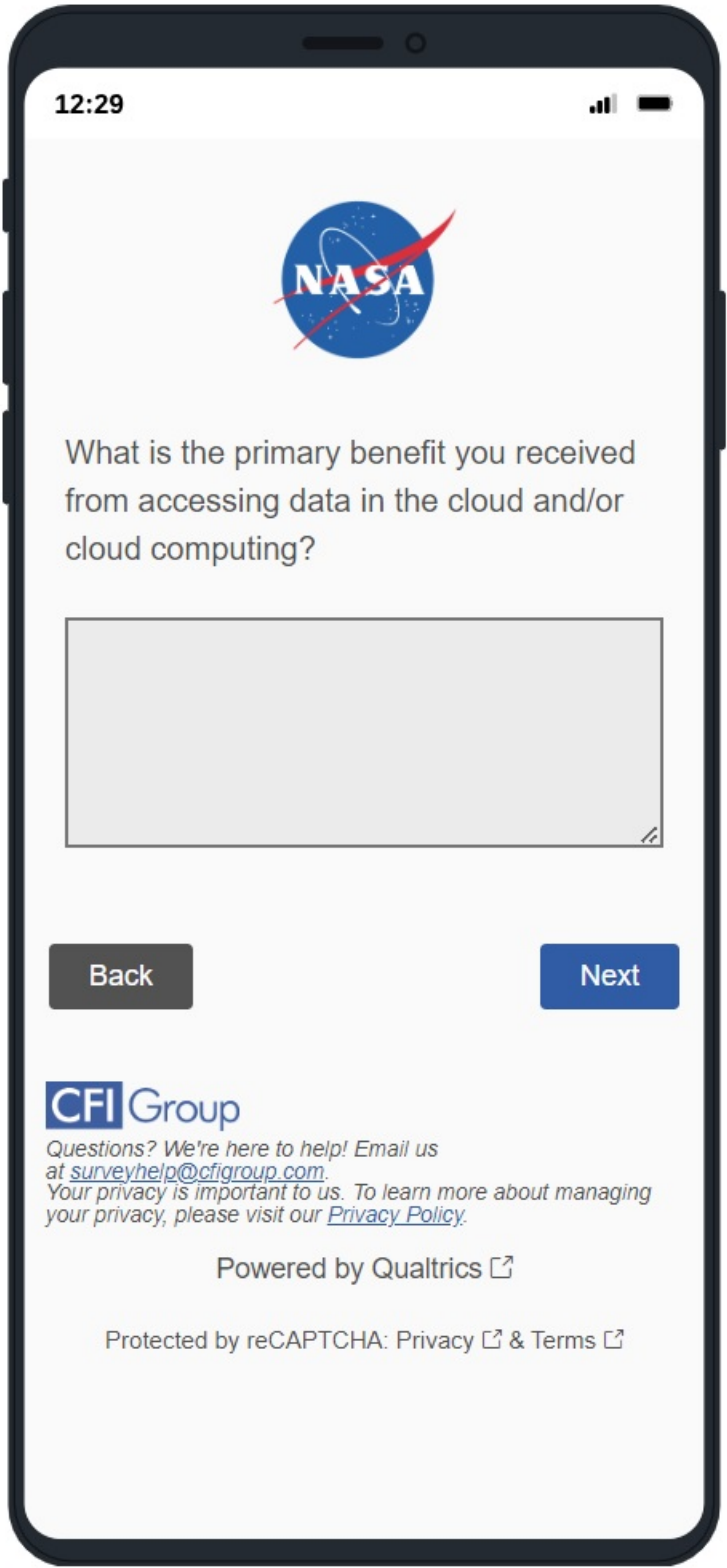 12:29
NASA
What is the primary benefit you received
from accessing data in the cloud and/or
cloud computing?
Back
Next
CFI Group
Questions? We're here to help! Email us
at surveyhelp@cfigroup.com.
Your privacy is important to us. To learn more about managing
your privacy, please visit our Privacy Policy.
Powered by Qualtrics
Protected by reCAPTCHA: Privacy & Terms